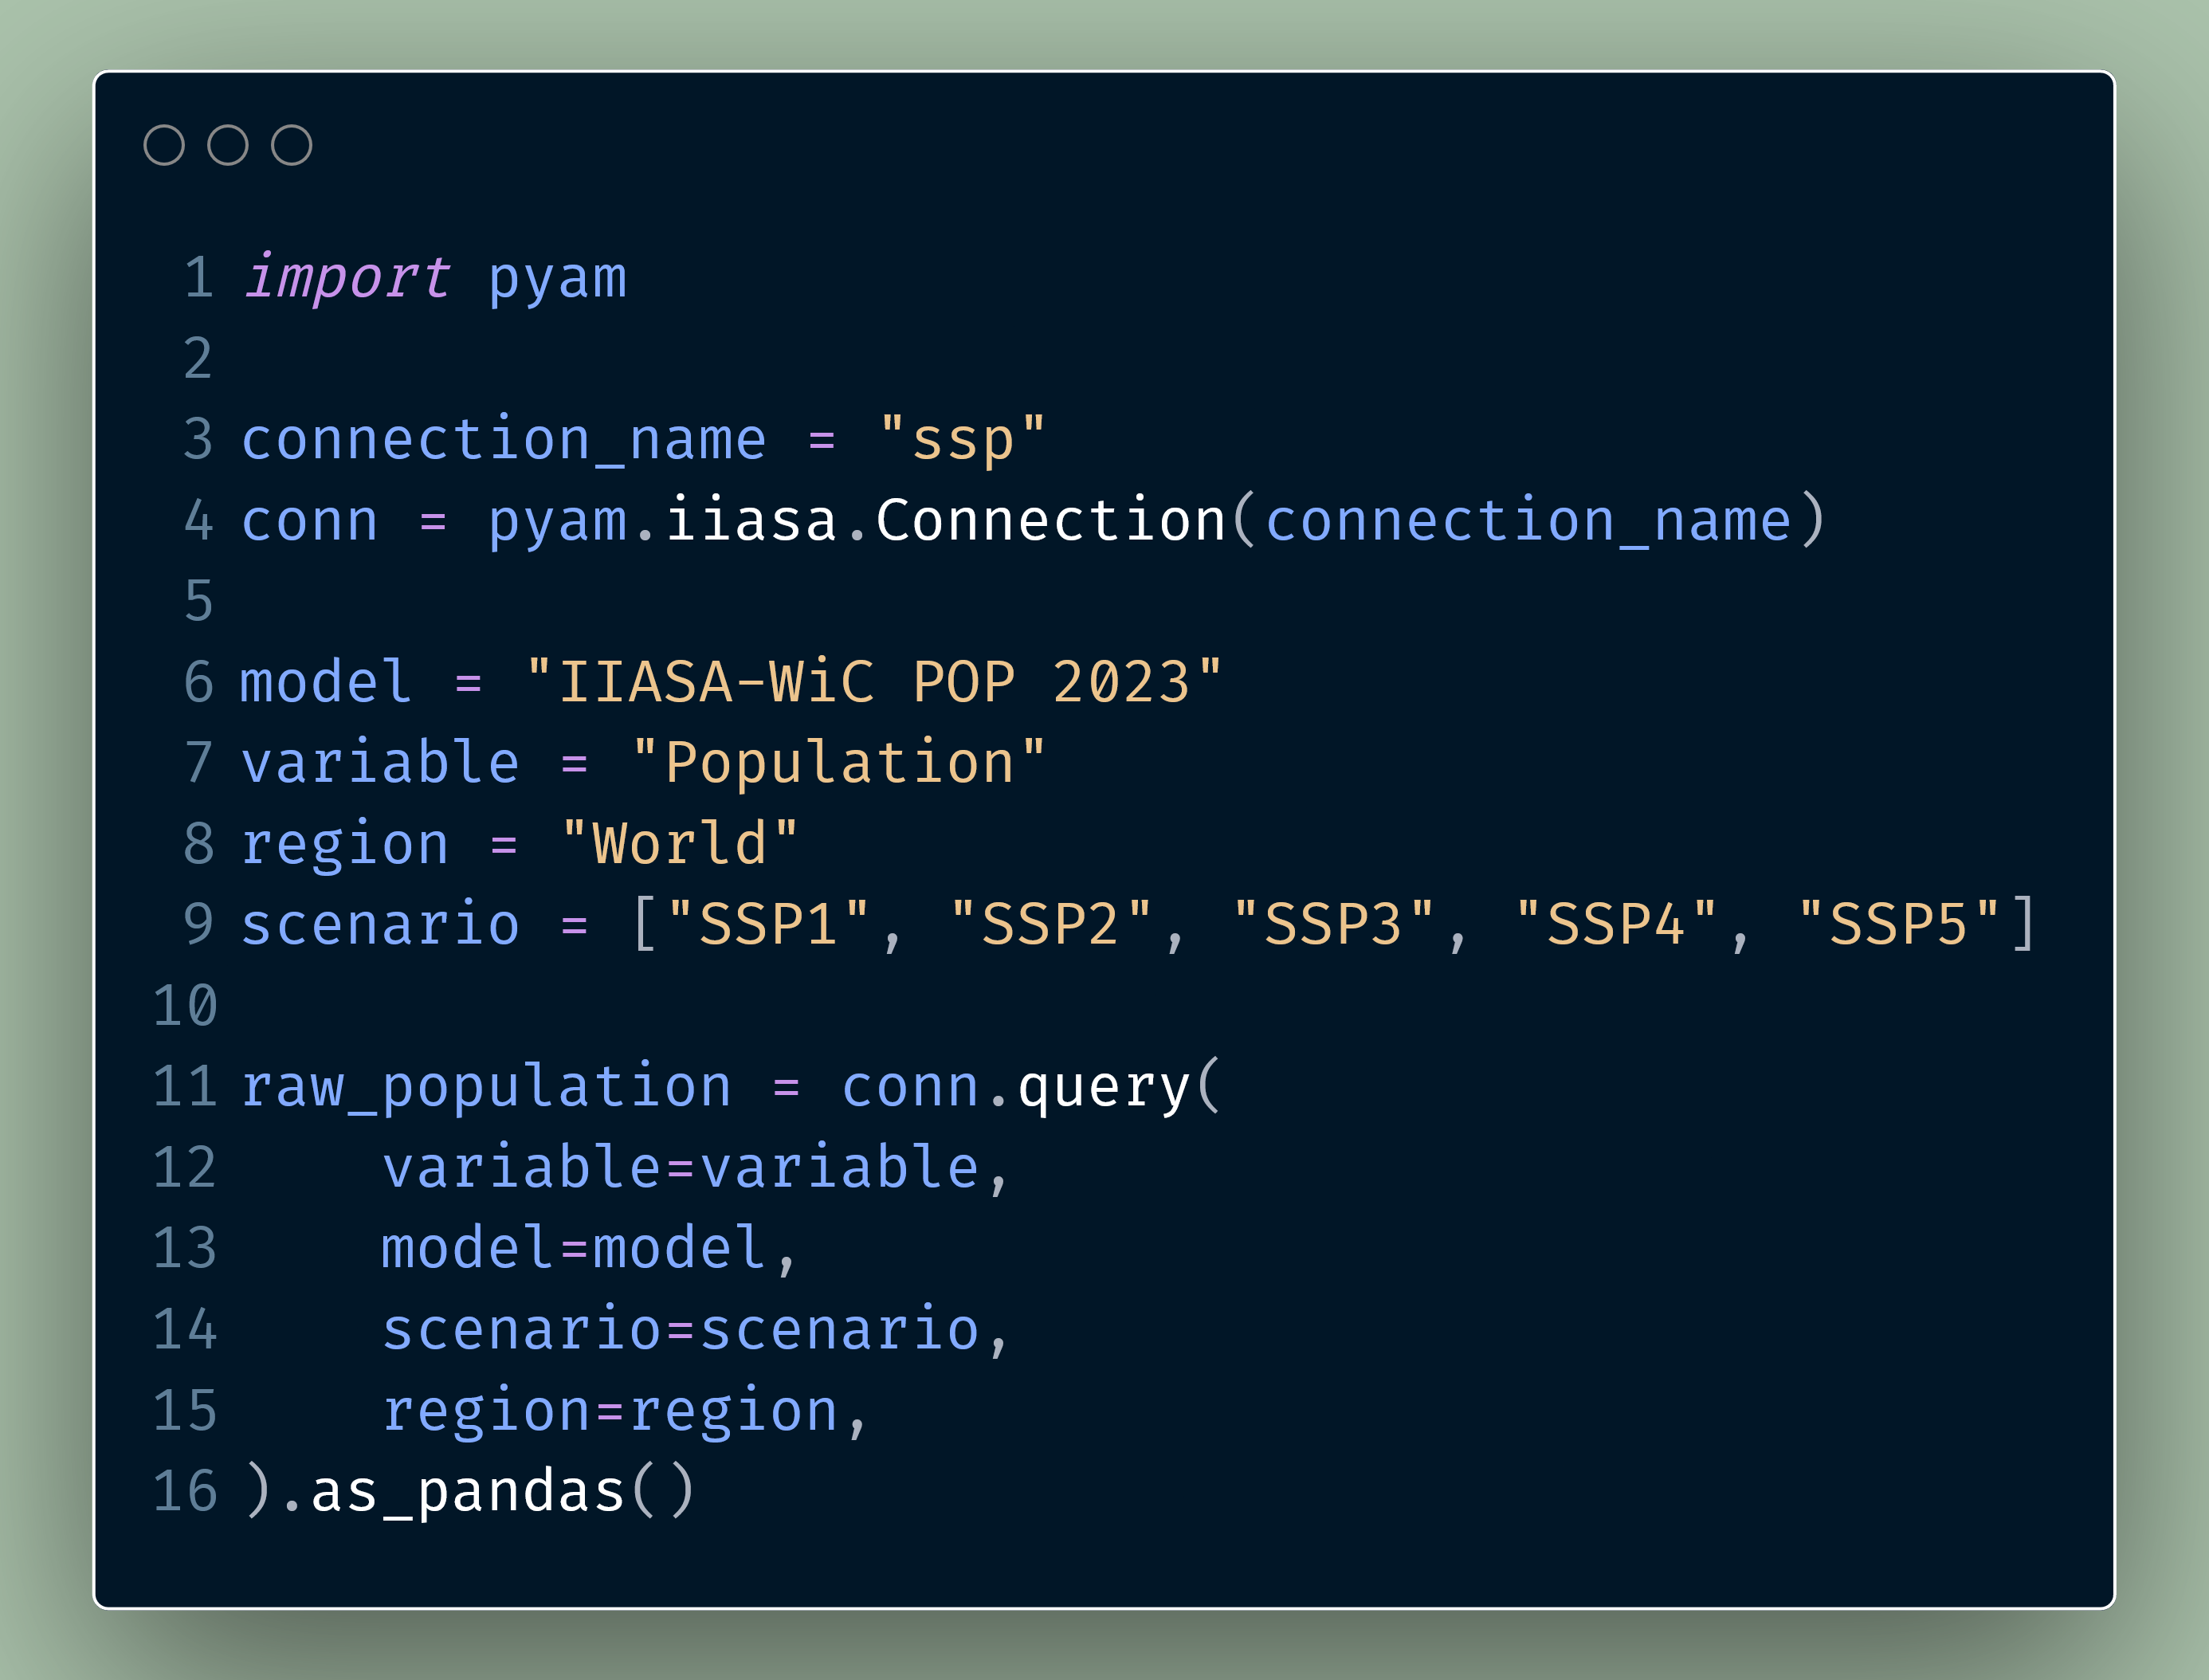 1 import pyam
2
3 connection_name = "ssp"
4 conn = pyam.iiasa.Connection(connection_name)
5
6 model = "IIASA-WiC POP 2023"
7 variable = "Population"
8 region = "World"
9 scenario = ["SSP1", "SSP2", "SSP3", "SSP4", "SSP5"]
10
11 raw_population = conn.query(
12     variable=variable,
13     model=model,
14     scenario=scenario,
15     region=region,
16 ).as_pandas()